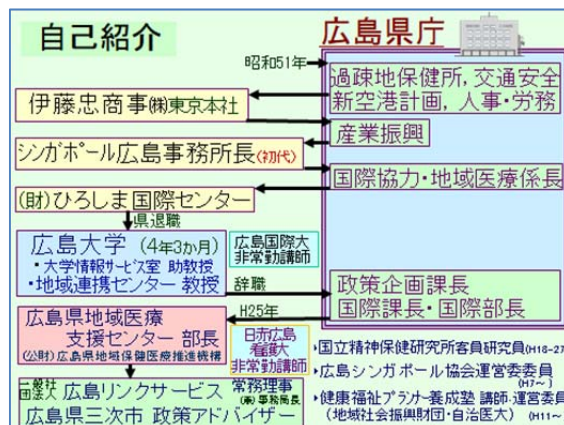 自己紹介
広島県庁
昭和51年
過疎地保健所, 交通安全
新空港計画, 人事・労務
伊藤忠商事㈱東京本社
産業振興
シンガポール広島事務所長(初代)
国際協力・地域医療係長
(財)ひろしま国際センター
県退職
広島大学 (4年3か月)
・大学情報サービス室 助教授
・地域連携センター 教授
広島国際大
非常勤講師
辞職
政策企画課長
国際課長・国際部長
H25年
広島県地域医療
支援センター 部長
(公財)広島県地域保健医療推進機構
日赤広島
看護大
非常勤講師
・国立精神保健研究所客員研究員(H18-27)
・広島シンガポール協会運営委委員
(H7～)
・健康福祉プランナー養成塾 講師・運営委員
(地域社会振興財団・自治医大) (H11～)
一般社団法人 広島リンクサービス 常務理事
(兼)事務局長
広島県三次市 政策アドバイザー